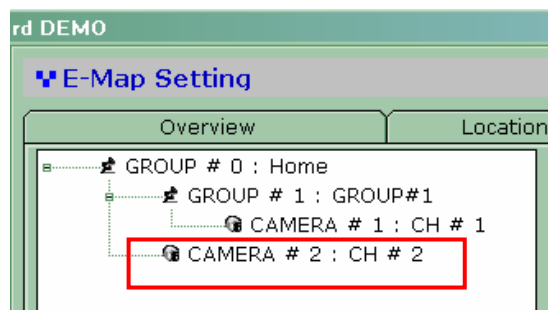 rd DEMO
E-Map Setting
Overview Location
GROUP # 0 : Home
GROUP # 1 : GROUP#1
CAMERA # 1 : CH # 1
CAMERA # 2 : CH # 2